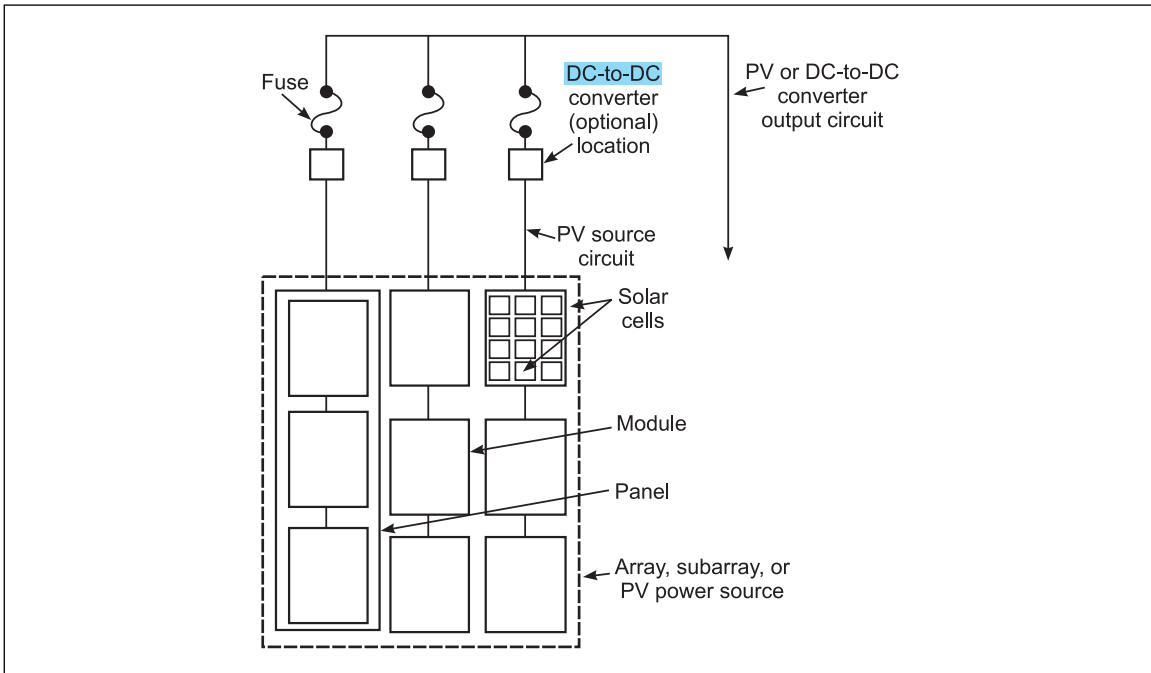 Fuse
DC-to-DC
converter
(optional)
location
PV or DC-to-DC
converter
output circuit
PV source
circuit
Solar
cells
Module
Panel
Array, subarray, or
PV power source